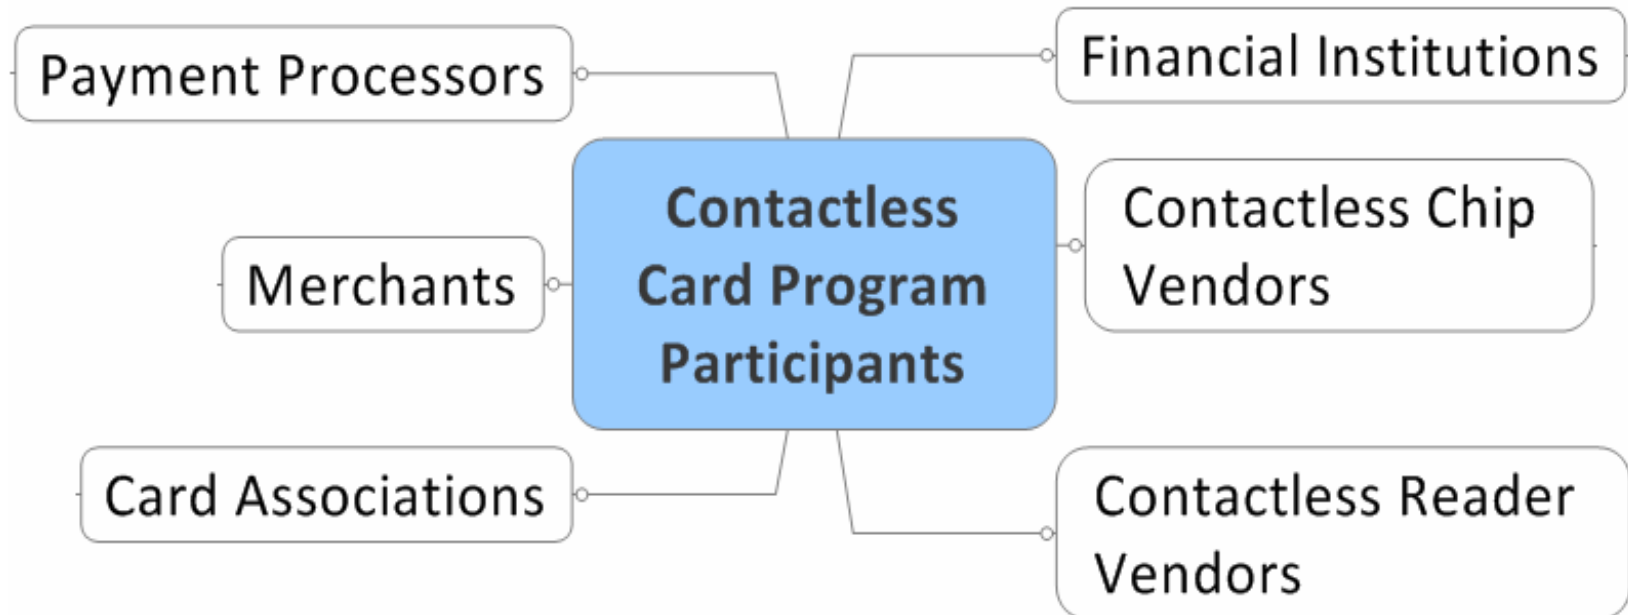 Payment Processors
Financial Institutions
Contactless
Card Program
Participants
Contactless Chip
Vendors
Merchants
Card Associations
Contactless Reader
Vendors